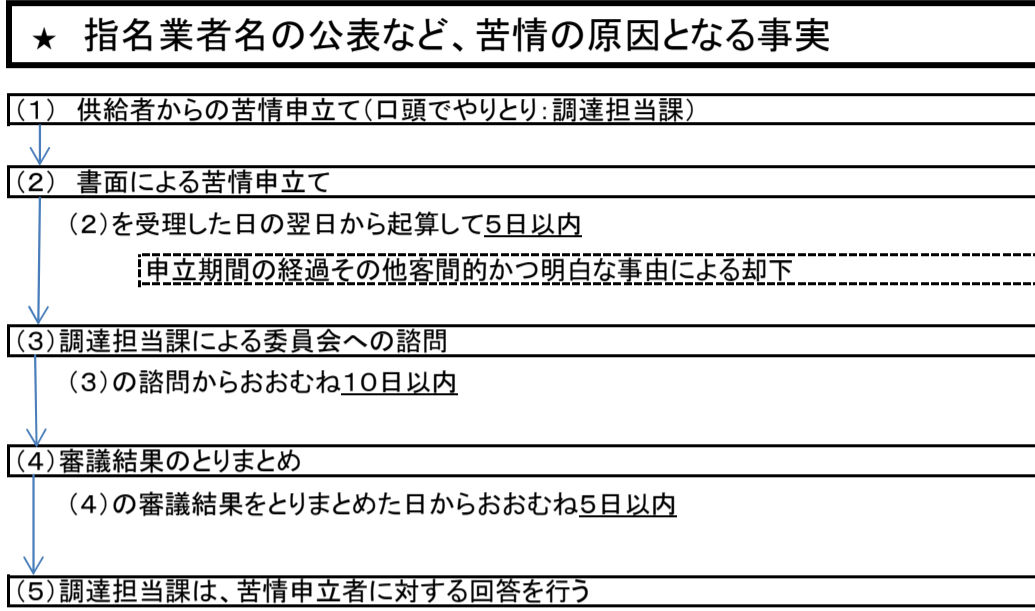 ★ 指名業者名の公表など、苦情の原因となる事実
(１) 供給者からの苦情申立て(口頭でやりとり：調達担当課)
(２) 書面による苦情申立て
(２)を受理した日の翌日から起算して５日以内
申立期間の経過その他客間的かつ明白な事由による却下
(３)調達担当課による委員会への諮問
(３)の諮問からおおむね１０日以内
(４)審議結果のとりまとめ
(４)の審議結果をとりまとめた日からおおむね５日以内
(５)調達担当課は、苦情申立者に対する回答を行う